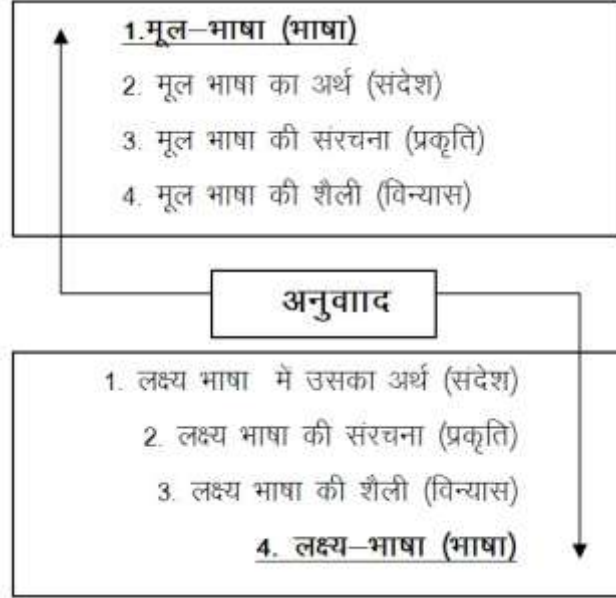 1.मूल–भाषा (भाषा)
2. मूल भाषा का अर्थ (संदेश)
3. मूल भाषा की संरचना (प्रकृति)
4. मूल भाषा की शैली (विन्यास)
अनुवााद
1. लक्ष्य भाषा में उसका अर्थ (संदेश)
2. लक्ष्य भाषा की संरचना (प्रकृति)
3. लक्ष्य भाषा की शैली (विन्यास)
4. लक्ष्य–भाषा (भाषा)